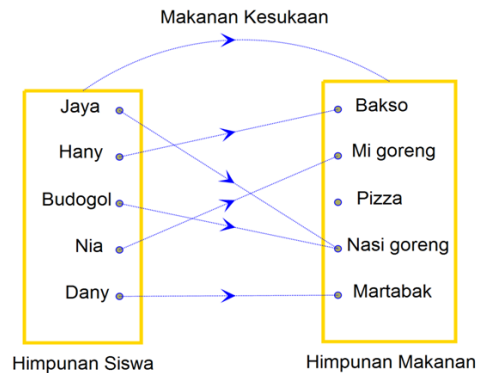 Makanan Kesukaan
Jaya
Hany
Budogol
Nia
Dany
Himpunan Siswa
Bakso
Mi goreng
Pizza
Nasi goreng
Martabak
Himpunan Makanan